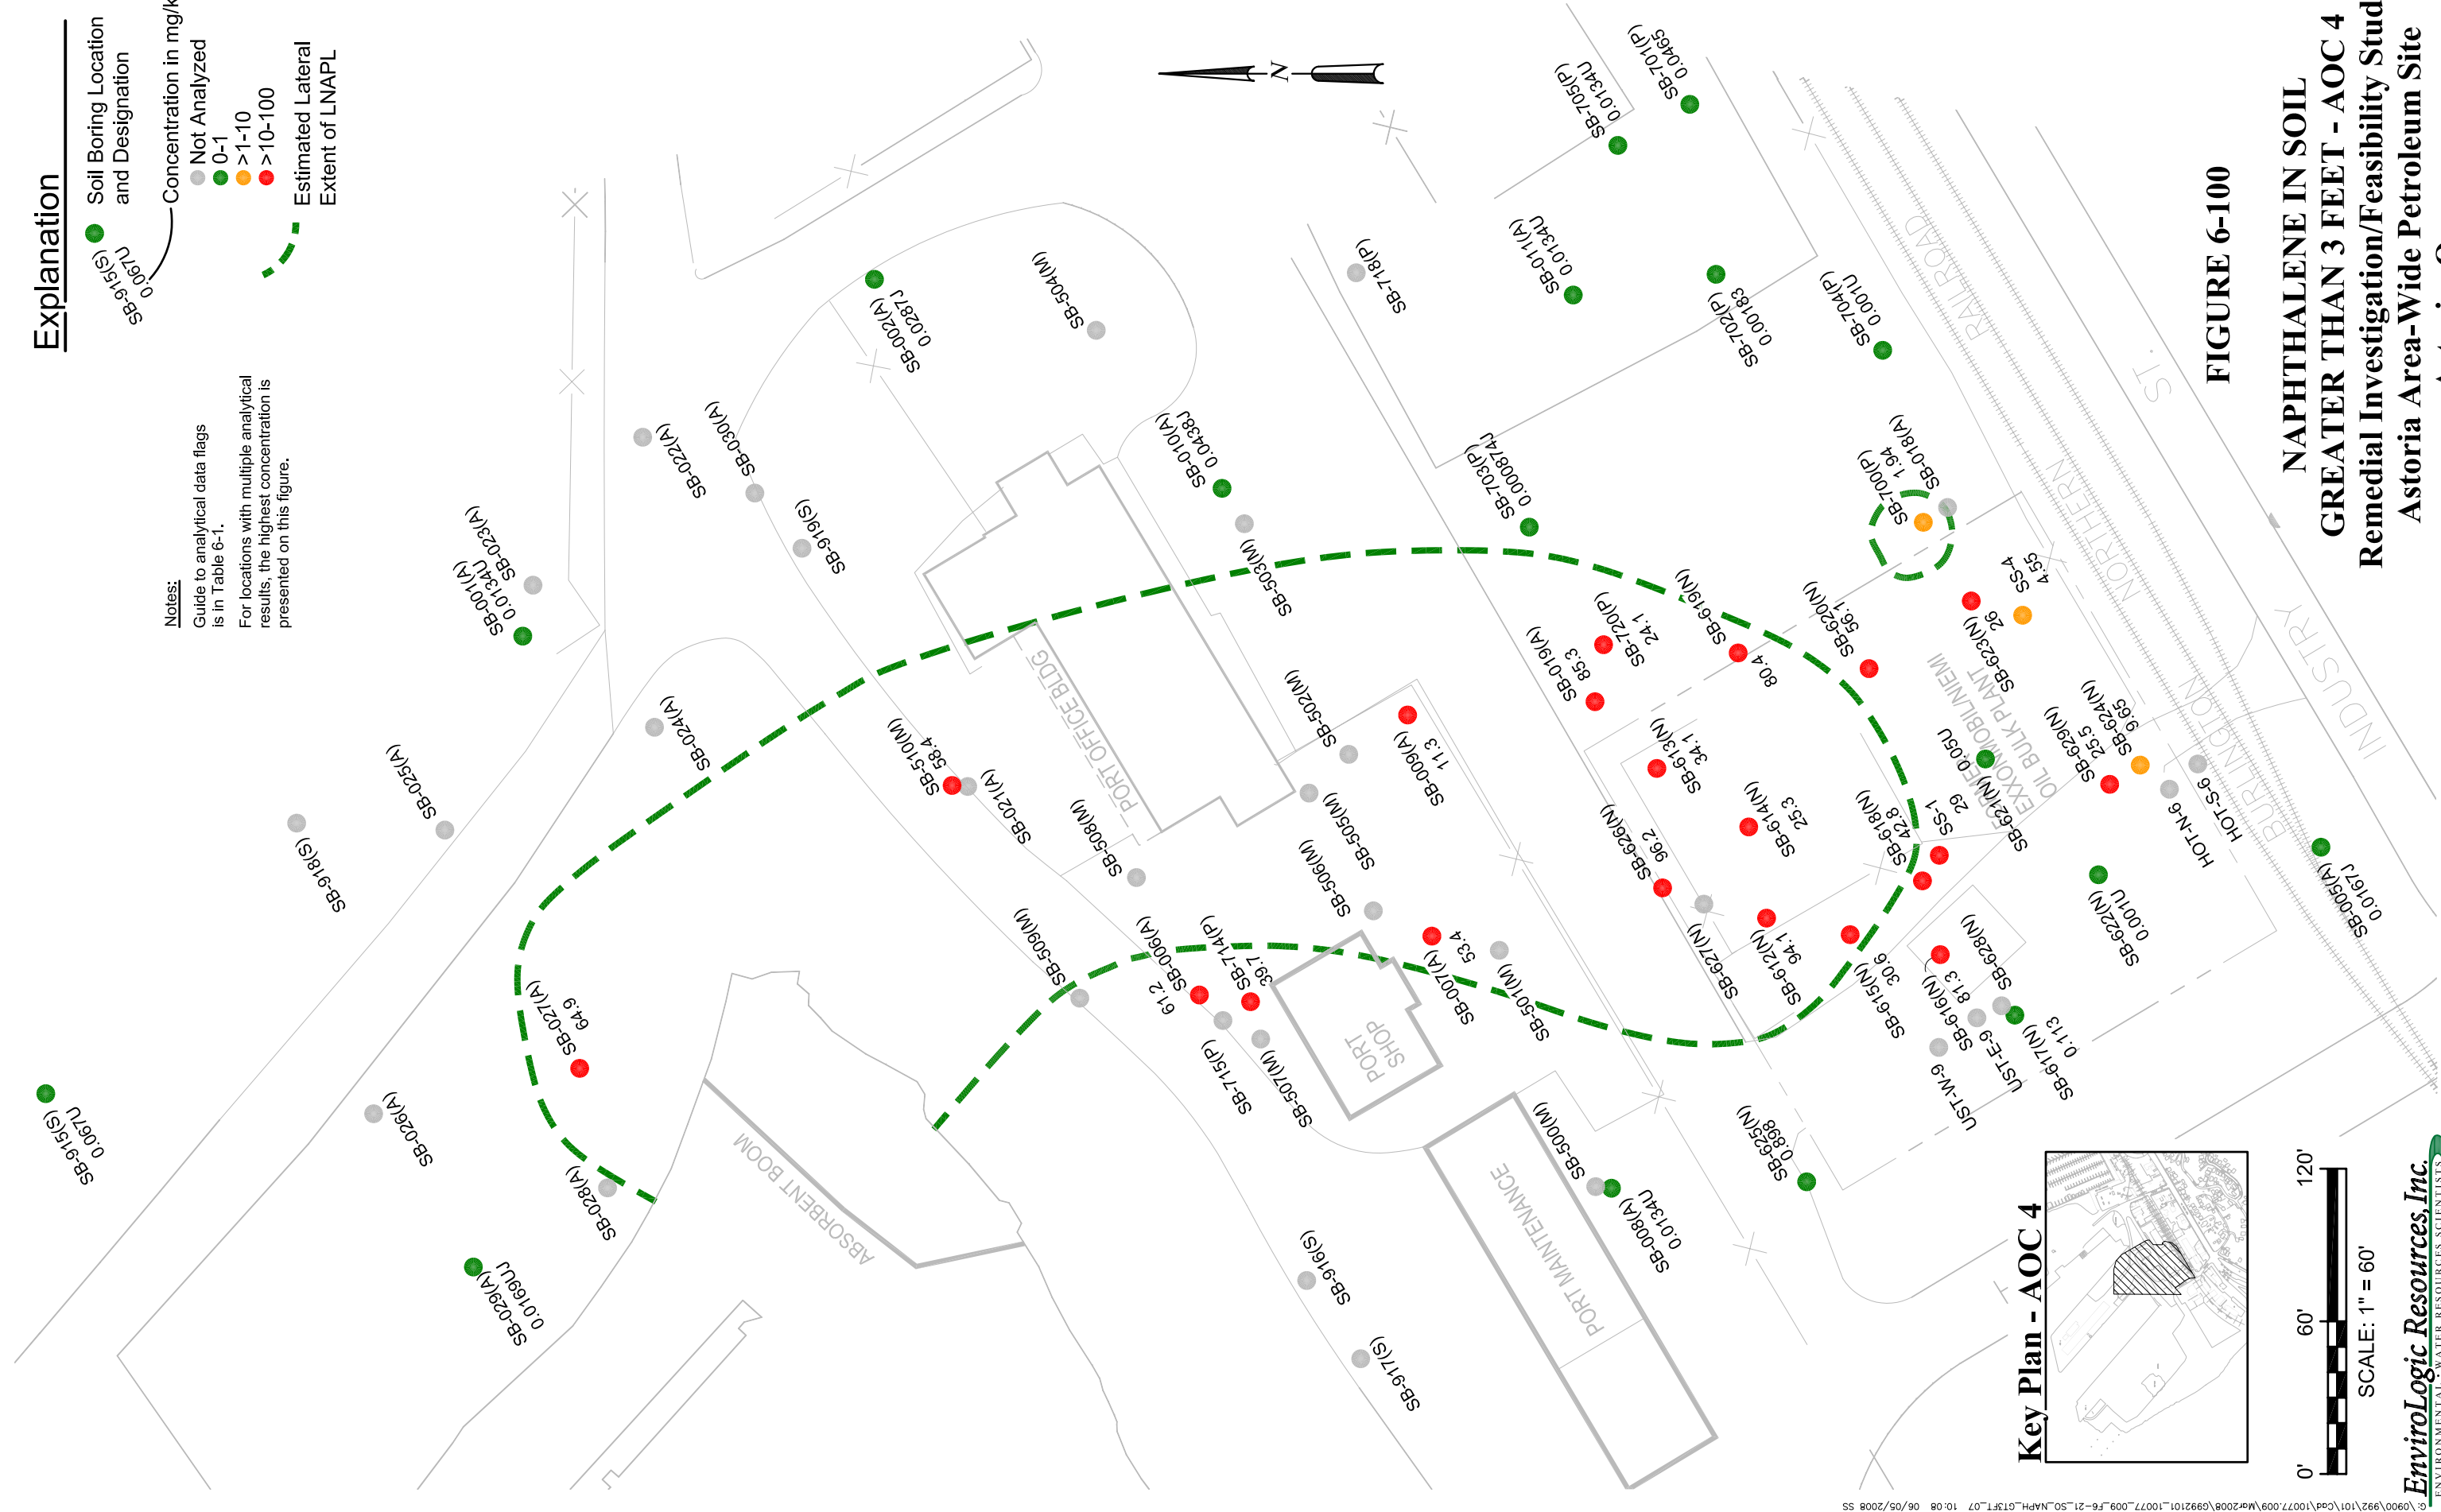 Explanation
SB-915(S)
0.067U
Soil Boring Location
and Designation
Concentration in mg/k
Not Analyzed
0-1
>1-10
>10-100
Estimated Lateral
Extent of LNAPL
Notes:
Guide to analytical data flags
is in Table 6-1.
For locations with multiple analytical
results, the highest concentration is
presented on this figure.
N
SB-915(S)
0.067U
SB-918(S)
SB-025(A)
SB-026(A)
SB-029(A)
0.0169UJ
SB-028(A)
SB-027(A)
64.9
SB-001(A)
0.0134U
SB-023(A)
SB-022(A)
SB-030(A)
SB-919(S)
SB-024(A)
SB-002(A)
0.0287J
SB-504(M)
SB-010(A)
0.0438J
SB-503(M)
SB-510(M)
58.4
SB-021(A)
SB-508(M)
SB-509(M)
PORT OFFICE BLDG
ABSORBENT BOOM
SB-006(A)
61.2
SB-714(P)
39.7
SB-715(P)
SB-507(M)
SB-506(M)
SB-505(M)
SB-502(M)
SB-009(A)
11.3
SB-007(A)
53.4
SB-501(M)
PORT
SHOP
SB-916(S)
SB-917(S)
PORT MAINTENANCE
SB-500(M)
SB-008(A)
0.0134U
SB-625(N)
0.898
SB-718(P)
SB-011(A)
0.0134U
SB-705(P)
0.0134U
SB-701(P)
0.0465
SB-702(P)
0.00183
SB-704(P)
0.001U
SB-703(P)
0.000874J
SB-700(P)
1.94
SB-018(A)
SB-019(A)
85.3
SB-720(P)
24.1
SB-619(N)
80.4
SB-620(N)
56.1
SB-613(N)
34.1
SB-614(N)
25.3
SB-626(N)
96.2
SB-627(N)
SB-612(N)
94.1
SB-615(N)
30.6
SB-618(N)
42.8
SS-1
29
SB-621(N)
0.05U
SB-623(N)
26
SS-4
4.55
EXXONMOBIL/NIEMI
OIL BULK PLANT
SB-629(N)
25.5
SB-624(N)
9.65
HOT-N-6
HOT-S-6
SB-616(N)
81.3
SB-628(N)
UST-W-9
UST-E-9
SB-617(N)
0.113
SB-622(N)
0.001U
SB-005(A)
0.0167J
BURLINGTON
NORTHERN
RAILROAD
INDUSTRY
ST.
Key Plan - AOC 4
0'
60'
120'
SCALE: 1" = 60'
FIGURE 6-100
NAPHTHALENE IN SOIL
GREATER THAN 3 FEET - AOC 4
Remedial Investigation/Feasibility Stud
Astoria Area-Wide Petroleum Site
EnviroLogic Resources, Inc.
ENVIRONMENTAL · WATER RESOURCES SCIENTISTS